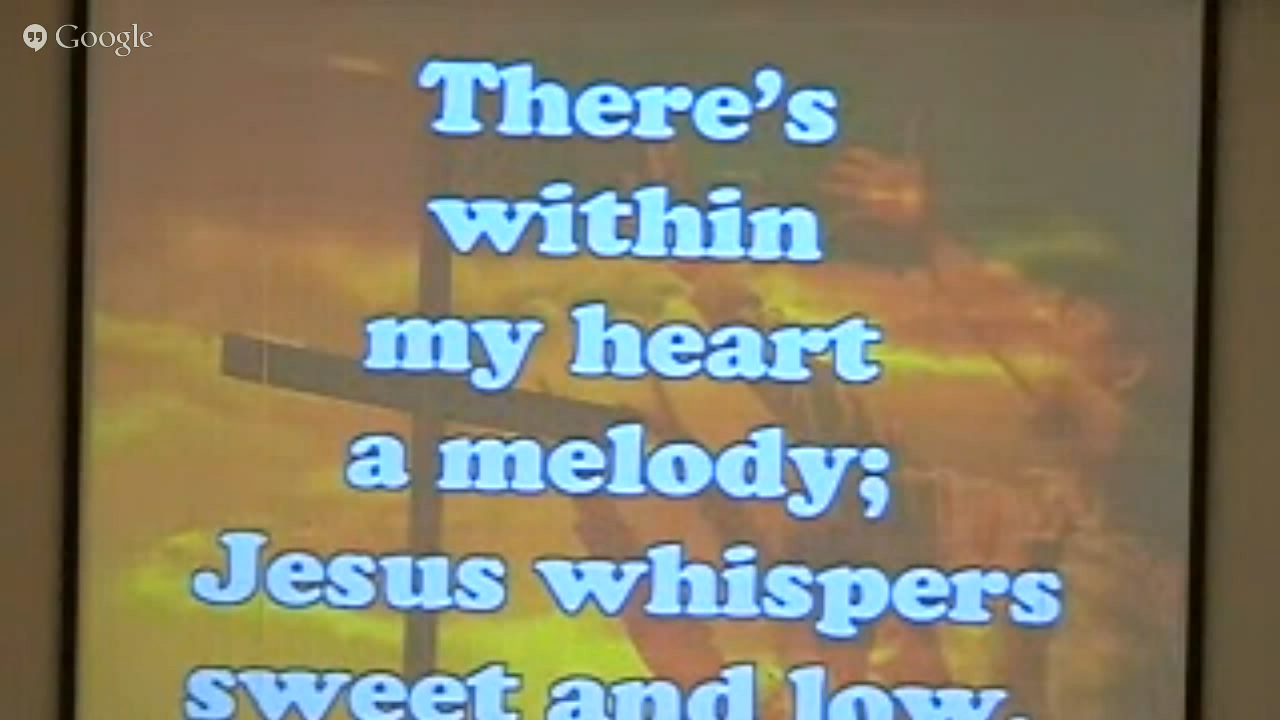 Google
There's
within
my heart
a melody;
Jesus whispers
sweet and low,